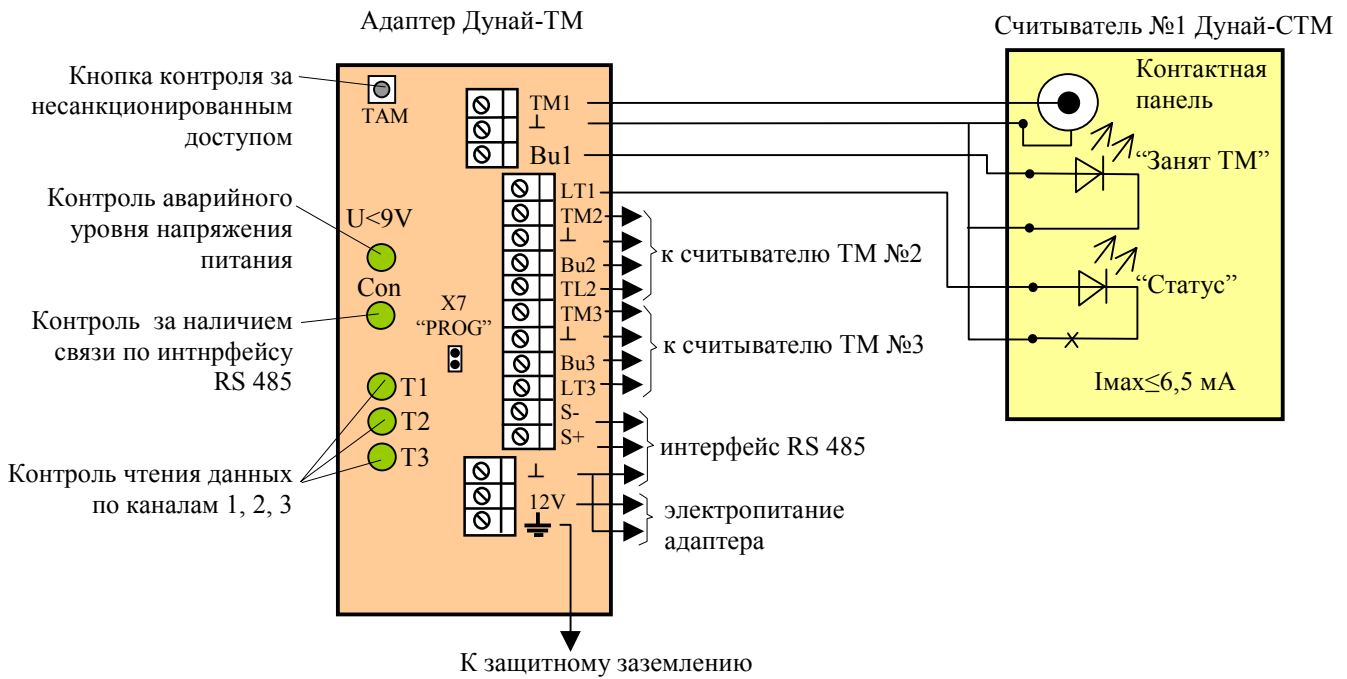 Адаптер Дунай-ТМ
Считыватель №1 Дунай-СТМ
Кнопка контроля за
несанкционированным
доступом
TAM
Контроль аварийного
уровня напряжения
питания
U<9V
Con
Контроль за наличием
связи по интнрфейсу
RS 485
X7
“PROG”
T1
T2
T3
Контроль чтения данных
по каналам 1, 2, 3
TM1
⊥
Bu1
LT1
TM2
⊥
Bu2
TL2
TM3
⊥
Bu3
LT3
S-
S+
⊥
12V
к считывателю ТМ №2
к считывателю ТМ №3
интерфейс RS 485
электропитание
адаптера
К защитному заземлению
Контактная
панель
“Занят ТМ”
“Статус”
Iмах≤6,5 мА